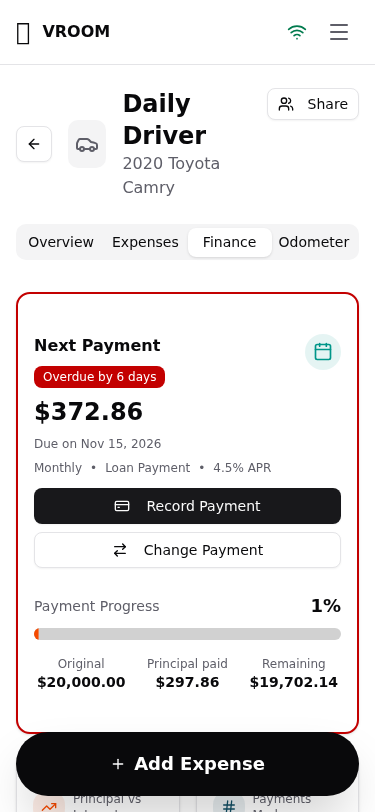 VROOM
Daily
Driver
2020 Toyota
Camry
Share
Overview Expenses Finance Odometer
Next Payment
Overdue by 6 days
$372.86
Due on Nov 15, 2026
Monthly • Loan Payment • 4.5% APR
Record Payment
Change Payment
Payment Progress 1%
Original Principal paid Remaining
$20,000.00 $297.86 $19,702.14
+ Add Expense
Principal vs Payments